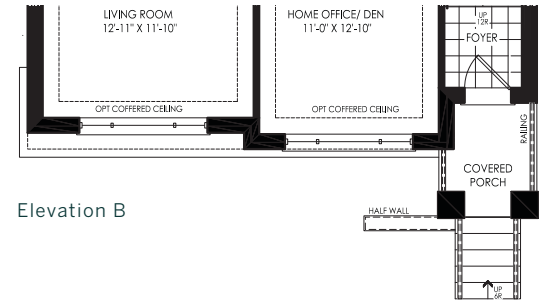 LIVING ROOM
12'-11" X 11'-10"
HOME OFFICE/ DEN
11'-0" X 12'-10"
UP
12R
FOYER
OPT COFFERED CEILING
OPT COFFERED CEILING
RAILING
COVERED
PORCH
HALF WALL
Elevation B
UP
6R